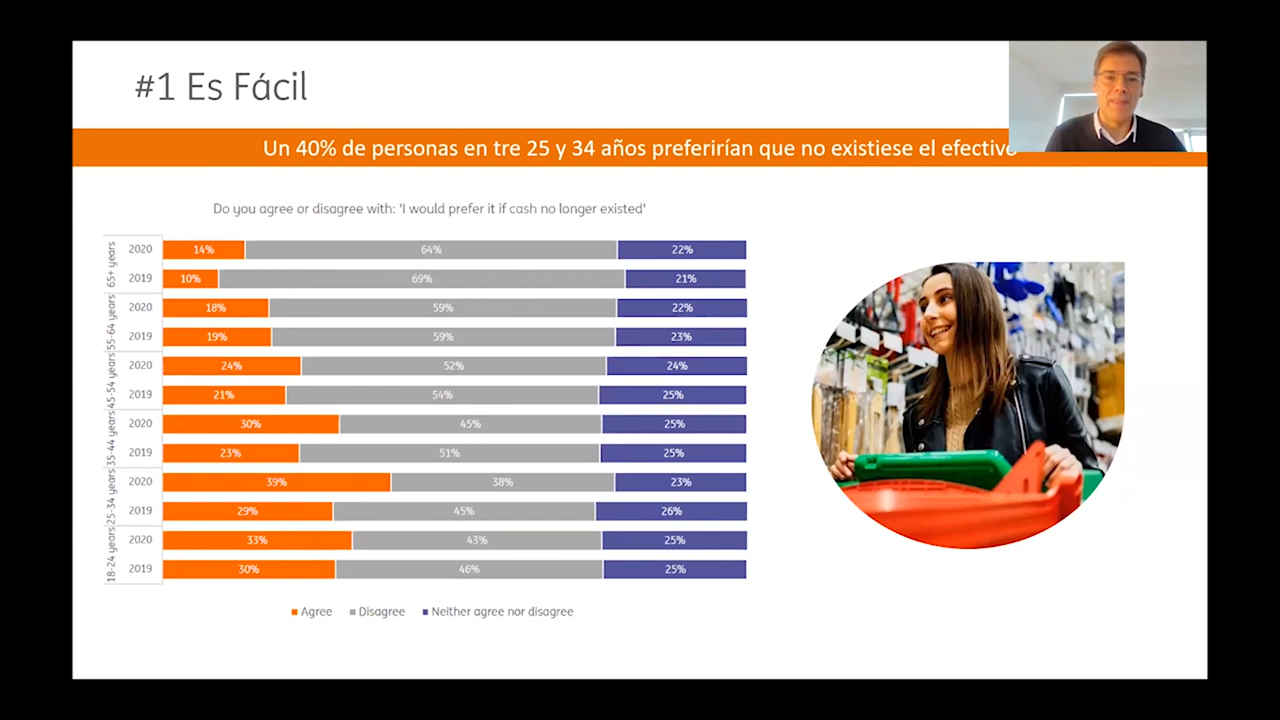 #1 Es Fácil
Un 40% de personas en tre 25 y 34 años preferirían que no existiese el efectivo
Do you agree or disagree with: 'I would prefer it if cash no longer existed'
65+ years
2020 14% 64% 22%
2019 10% 69% 21%
55-64 years
2020 18% 59% 22%
2019 19% 59% 23%
45-54 years
2020 24% 52% 24%
2019 21% 54% 25%
35-44 years
2020 30% 45% 25%
2019 23% 51% 25%
25-34 years
2020 39% 38% 23%
2019 29% 45% 26%
18-24 years
2020 33% 43% 25%
2019 30% 46% 25%
Agree Disagree Neither agree nor disagree